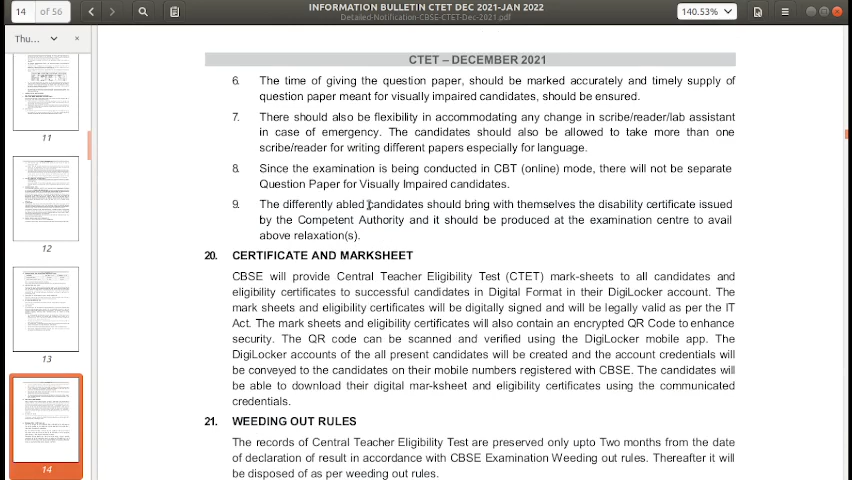 14 of 56
INFORMATION BULLETIN CTET DEC 2021-JAN 2022
Detailed-Notification-CBSE-CTET-Dec-2021.pdf
140.53%
Thu...
11
12
13
14
CTET – DECEMBER 2021
6. The time of giving the question paper, should be marked accurately and timely supply of
question paper meant for visually impaired candidates, should be ensured.
7. There should also be flexibility in accommodating any change in scribe/reader/lab assistant
in case of emergency. The candidates should also be allowed to take more than one
scribe/reader for writing different papers especially for language.
8. Since the examination is being conducted in CBT (online) mode, there will not be separate
Question Paper for Visually Impaired candidates.
9. The differently abled candidates should bring with themselves the disability certificate issued
by the Competent Authority and it should be produced at the examination centre to avail
above relaxation(s).
20. CERTIFICATE AND MARKSHEET
CBSE will provide Central Teacher Eligibility Test (CTET) mark-sheets to all candidates and
eligibility certificates to successful candidates in Digital Format in their DigiLocker account. The
mark sheets and eligibility certificates will be digitally signed and will be legally valid as per the IT
Act. The mark sheets and eligibility certificates will also contain an encrypted QR Code to enhance
security. The QR code can be scanned and verified using the DigiLocker mobile app. The
DigiLocker accounts of the all present candidates will be created and the account credentials will
be conveyed to the candidates on their mobile numbers registered with CBSE. The candidates will
be able to download their digital mar-ksheet and eligibility certificates using the communicated
credentials.
21. WEEDING OUT RULES
The records of Central Teacher Eligibility Test are preserved only upto Two months from the date
of declaration of result in accordance with CBSE Examination Weeding out rules. Thereafter it will
be disposed of as per weeding out rules.